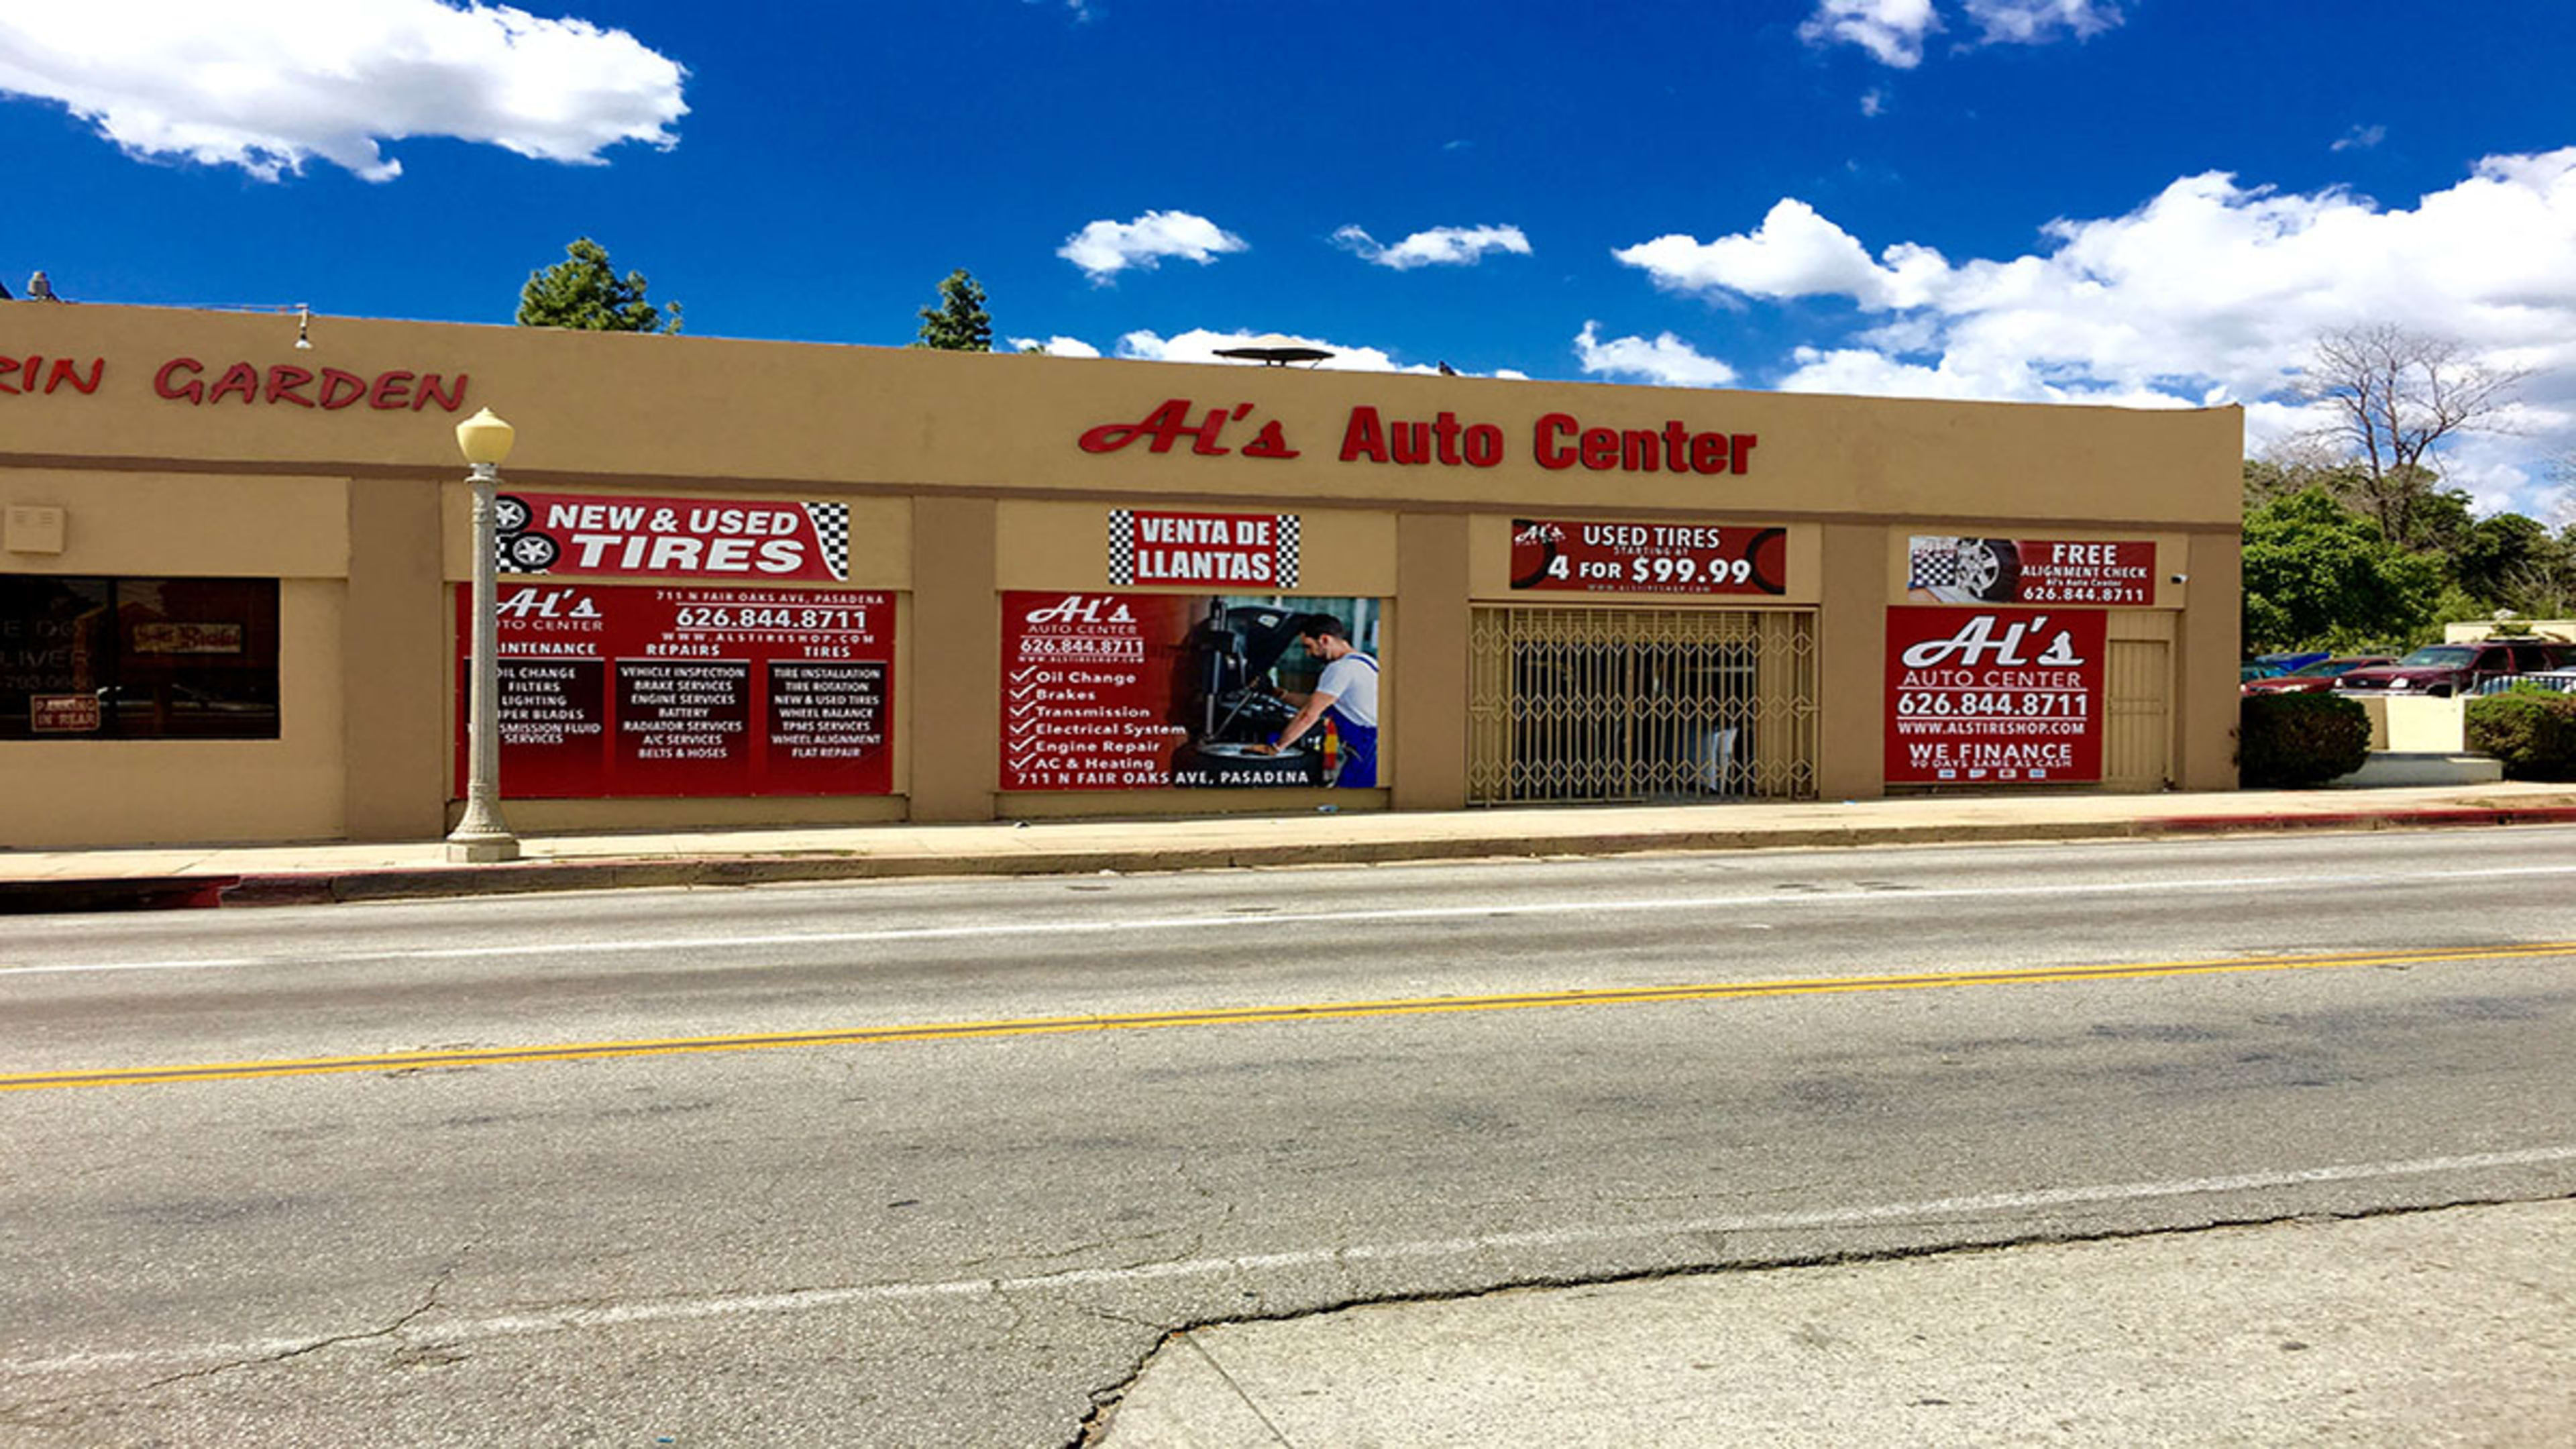 GARDEN
Al's Auto Center
PARKING
IN REAR
NEW & USED
TIRES
Al's
711 N FAIR OAKS AVE, PASADENA
626.844.8711
WWW.ALSTIRESHOP.COM
CENTER
REPAIRS
TIRES
OIL CHANGE
FILTERS
LIGHTING
BLADES
FLUID
SERVICES
VEHICLE INSPECTION
BRAKE SERVICES
ENGINE SERVICES
BATTERY
RADIATOR SERVICES
A/C SERVICES
BELTS & HOSES
TIRE INSTALLATION
TIRE ROTATION
NEW & USED TIRES
WHEEL BALANCE
TPMS SERVICES
WHEEL ALIGNMENT
FLAT REPAIR
VENTA DE
LLANTAS
Al's
AUTO CENTER
626.844.8711
WWW.ALSTIRESHOP.COM
Oil Change
Brakes
Transmission
Electrical System
Engine Repair
AC & Heating
711 N FAIR OAKS AVE, PASADENA
Al's
USED TIRES
STARTING AT
4 FOR $99.99
WWW.ALSTIRESHOP.COM
FREE
ALIGNMENT CHECK
Al's Auto Center
626.844.8711
Al's
AUTO CENTER
626.844.8711
WWW.ALSTIRESHOP.COM
WE FINANCE
90 DAYS SAME AS CASH